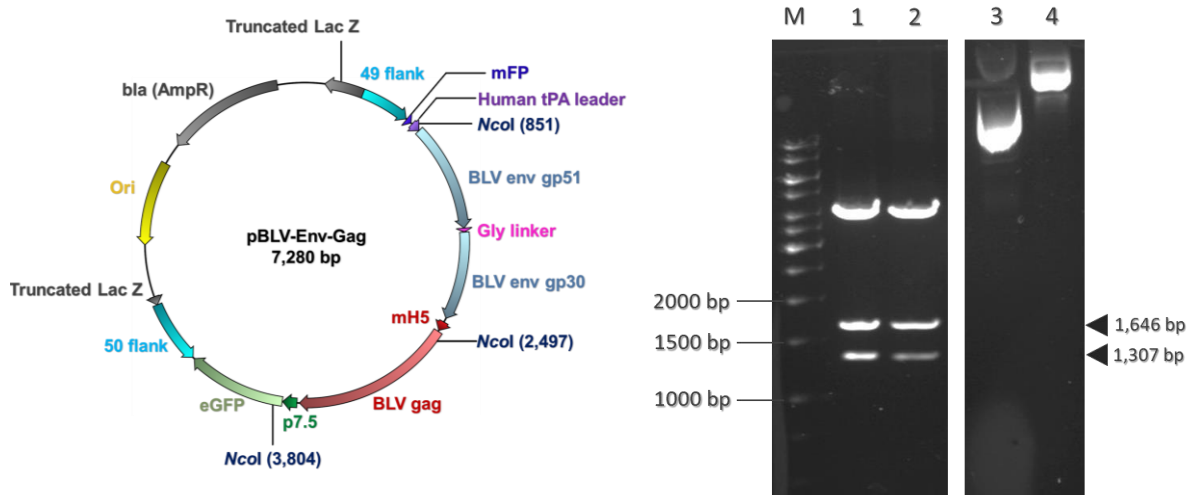 Truncated Lac Z
49 flank
mFP
Human tPA leader
NcoI (851)
bla (AmpR)
BLV env gp51
Ori
Gly linker
pBLV-Env-Gag
7,280 bp
BLV env gp30
Truncated Lac Z
mH5
NcoI (2,497)
50 flank
eGFP
BLV gag
p7.5
NcoI (3,804)
M 1 2 3 4
2000 bp
1,646 bp
1500 bp
1,307 bp
1000 bp